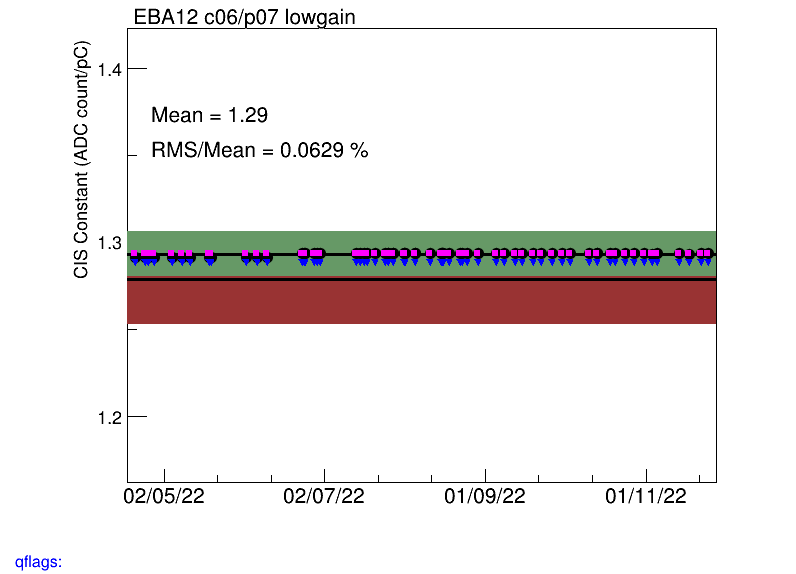 EBA12 c06/p07 lowgain
CIS Constant (ADC count/pC)
1.4
Mean = 1.29
RMS/Mean = 0.0629 %
1.3
1.2
02/05/22 02/07/22 01/09/22 01/11/22
qflags: